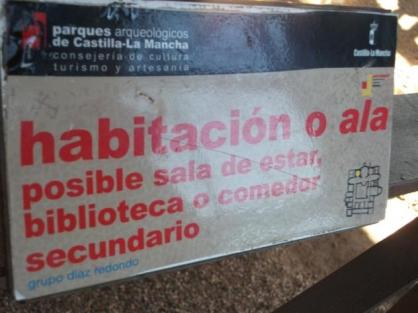 parques arqueológicos
de Castilla-La Mancha
consejería de cultura
turismo y artesanía
Castilla-La Mancha
habitación o ala
posible sala de estar,
biblioteca o comedor
secundario
grupo díaz redondo